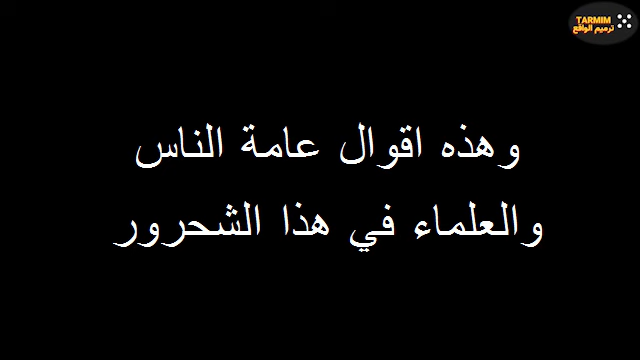 TARMIM
ترميم الواقع
وهذه اقوال عامة الناس
والعلماء في هذا الشحرور